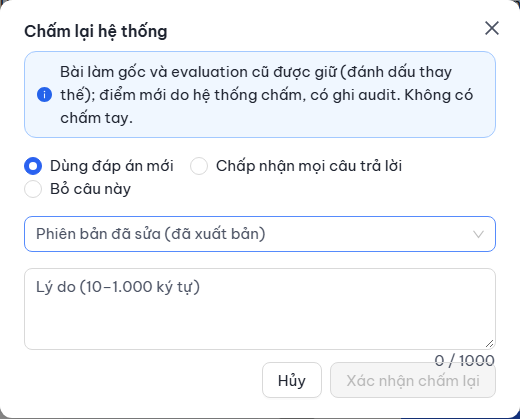 Chấm lại hệ thống
Bài làm gốc và evaluation cũ được giữ (đánh dấu thay
thế); điểm mới do hệ thống chấm, có ghi audit. Không có
chấm tay.
Dùng đáp án mới
Chấp nhận mọi câu trả lời
Bỏ câu này
Phiên bản đã sửa (đã xuất bản)
Lý do (10–1.000 ký tự)
0 / 1000
Hủy
Xác nhận chấm lại